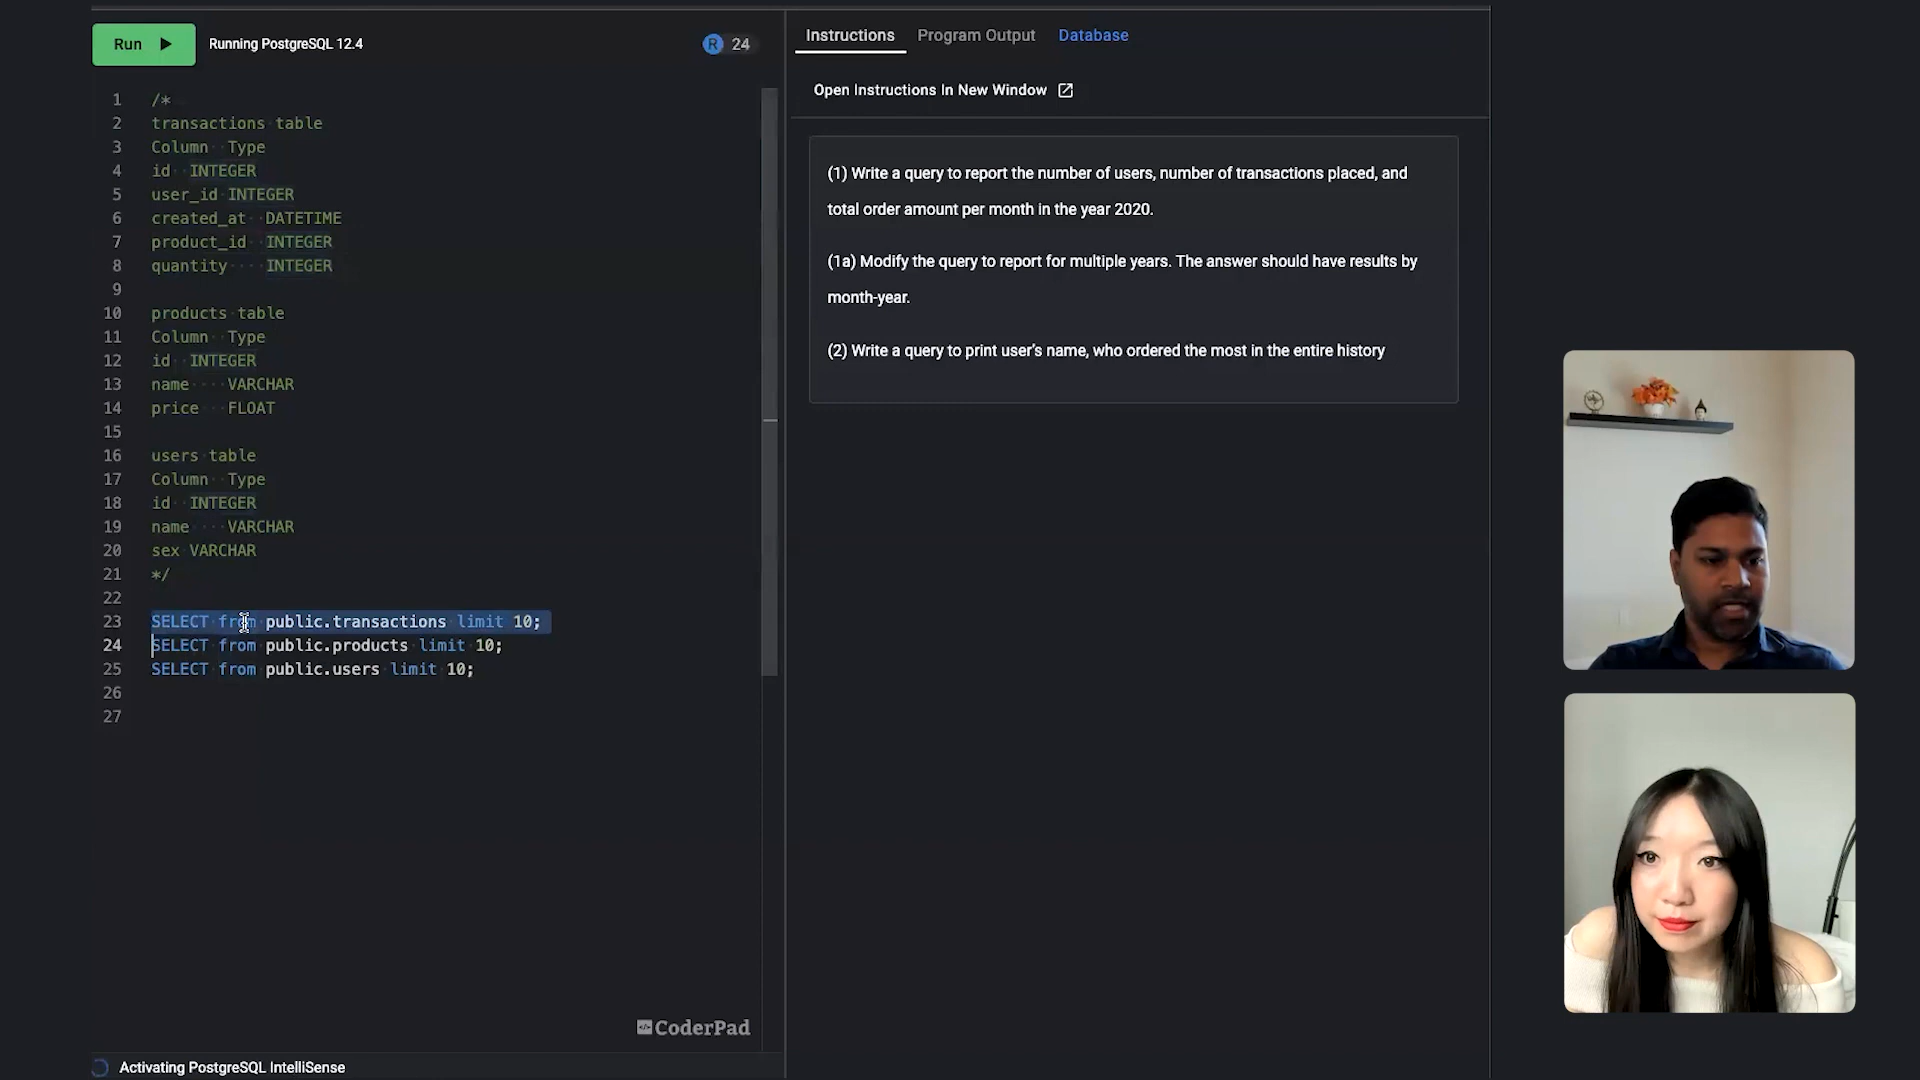 Run
Running PostgreSQL 12.4
R 24
1 /*
2 transactions table
3 Column Type
4 id INTEGER
5 user_id INTEGER
6 created_at DATETIME
7 product_id INTEGER
8 quantity INTEGER
9
10 products table
11 Column Type
12 id INTEGER
13 name VARCHAR
14 price FLOAT
15
16 users table
17 Column Type
18 id INTEGER
19 name VARCHAR
20 sex VARCHAR
21 */
22
23 SELECT from public.transactions limit 10;
24 SELECT from public.products limit 10;
25 SELECT from public.users limit 10;
26
27
CoderPad
Activating PostgreSQL IntelliSense
Instructions Program Output Database
Open Instructions In New Window
(1) Write a query to report the number of users, number of transactions placed, and
total order amount per month in the year 2020.
(1a) Modify the query to report for multiple years. The answer should have results by
month-year.
(2) Write a query to print user's name, who ordered the most in the entire history